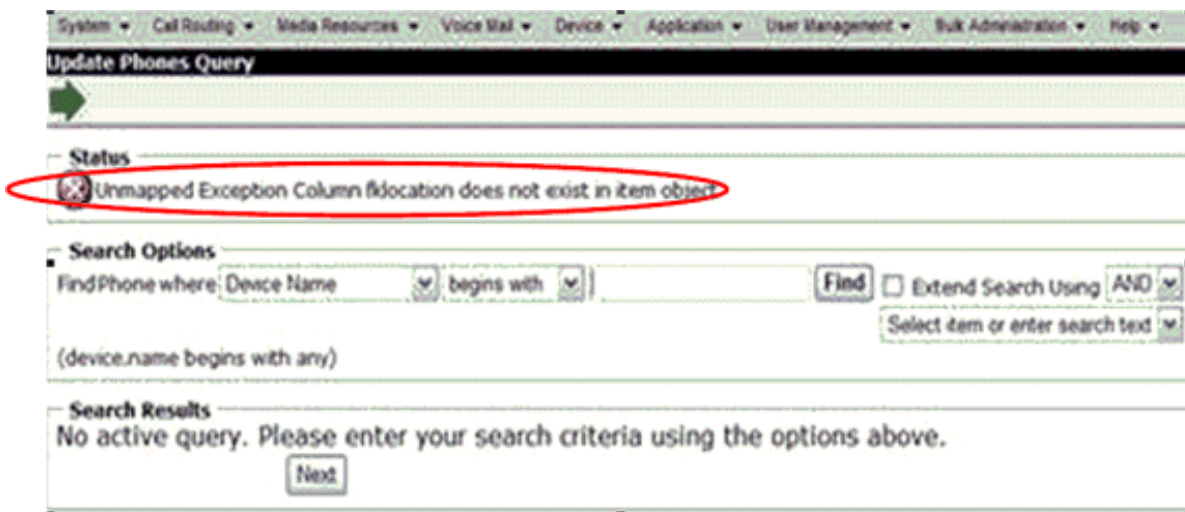 System Call Routing Media Resources Voice Mail Device Application User Management Bulk Administration Help
Update Phones Query
Status
Unmapped Exception Column fklocation does not exist in item object
Search Options
Find Phone where Device Name begins with Find Extend Search Using AND
Select item or enter search text
(device.name begins with any)
Search Results
No active query. Please enter your search criteria using the options above.
Next